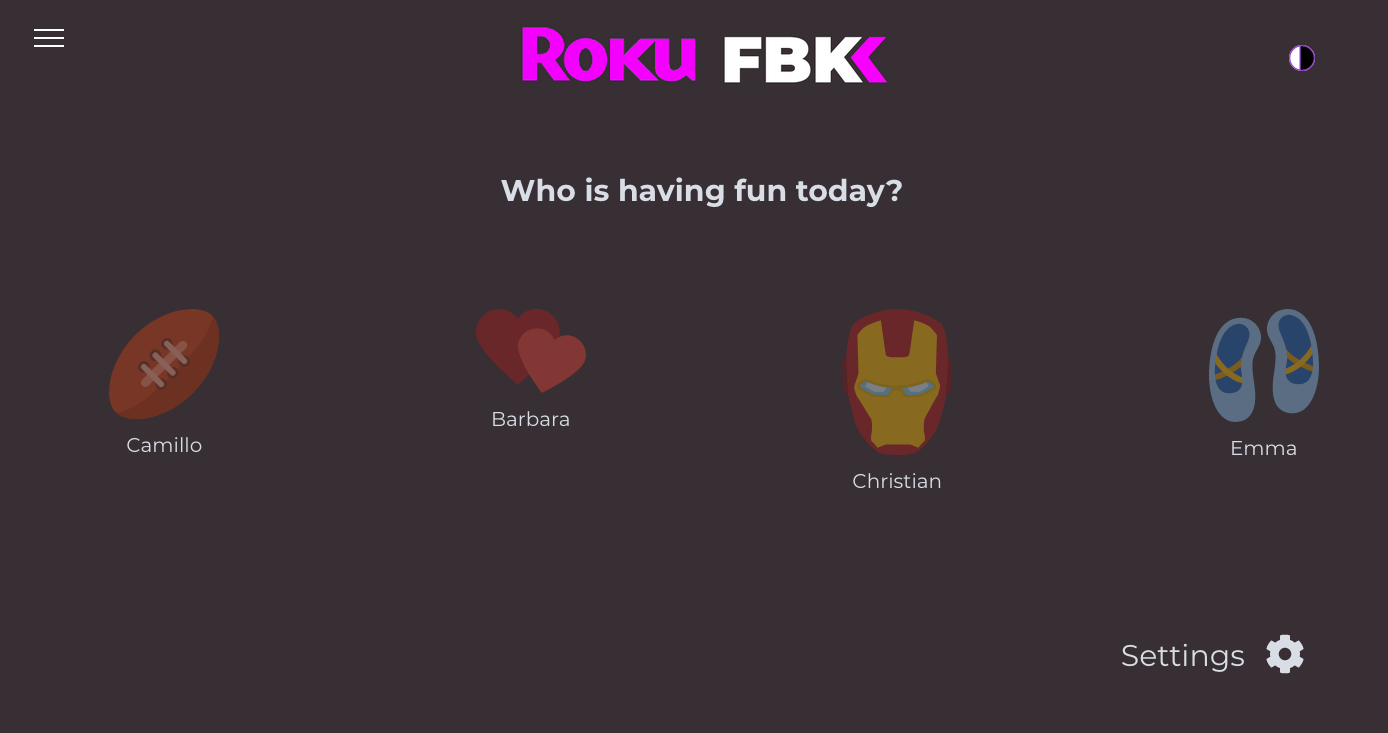 ROKU FBK
Who is having fun today?
Camillo
Barbara
Christian
Emma
Settings